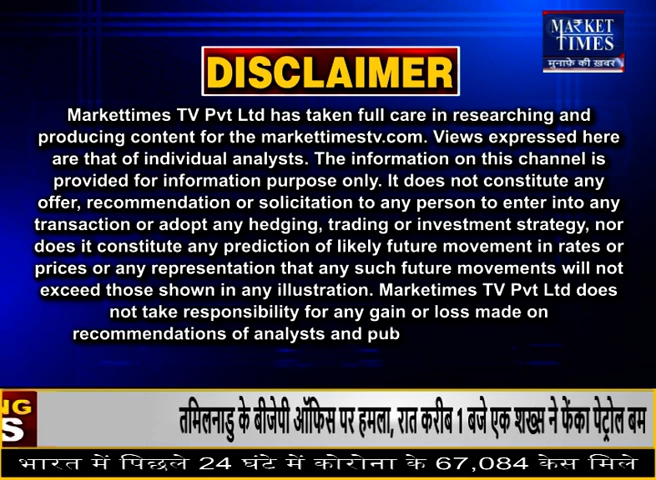 MARKET
TIMES
मुनाफे की ख़बर
DISCLAIMER
Markettimes TV Pvt Ltd has taken full care in researching and
producing content for the markettimestv.com. Views expressed here
are that of individual analysts. The information on this channel is
provided for information purpose only. It does not constitute any
offer, recommendation or solicitation to any person to enter into any
transaction or adopt any hedging, trading or investment strategy, nor
does it constitute any prediction of likely future movement in rates or
prices or any representation that any such future movements will not
exceed those shown in any illustration. Marketimes TV Pvt Ltd does
not take responsibility for any gain or loss made on
recommendations of analysts and pub
NG
S
तमिलनाडु के बीजेपी ऑफिस पर हमला, रात करीब 1 बजे एक शख्स ने फेंका पेट्रोल बम
भारत में पिछले 24 घंटे में कोरोना के 67,084 केस मिले